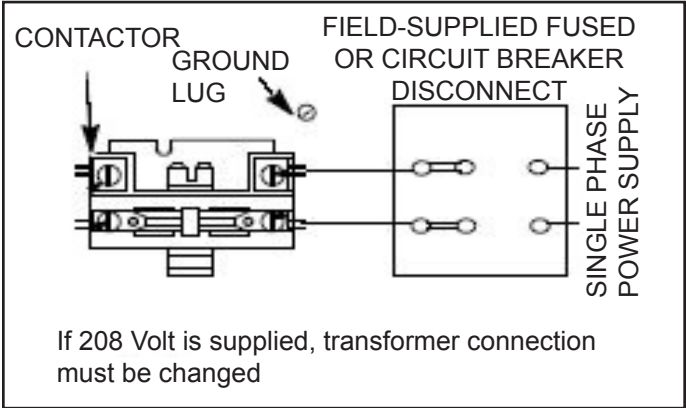 CONTACTOR
GROUND
LUG
FIELD-SUPPLIED FUSED
OR CIRCUIT BREAKER
DISCONNECT
SINGLE PHASE
POWER SUPPLY
If 208 Volt is supplied, transformer connection
must be changed